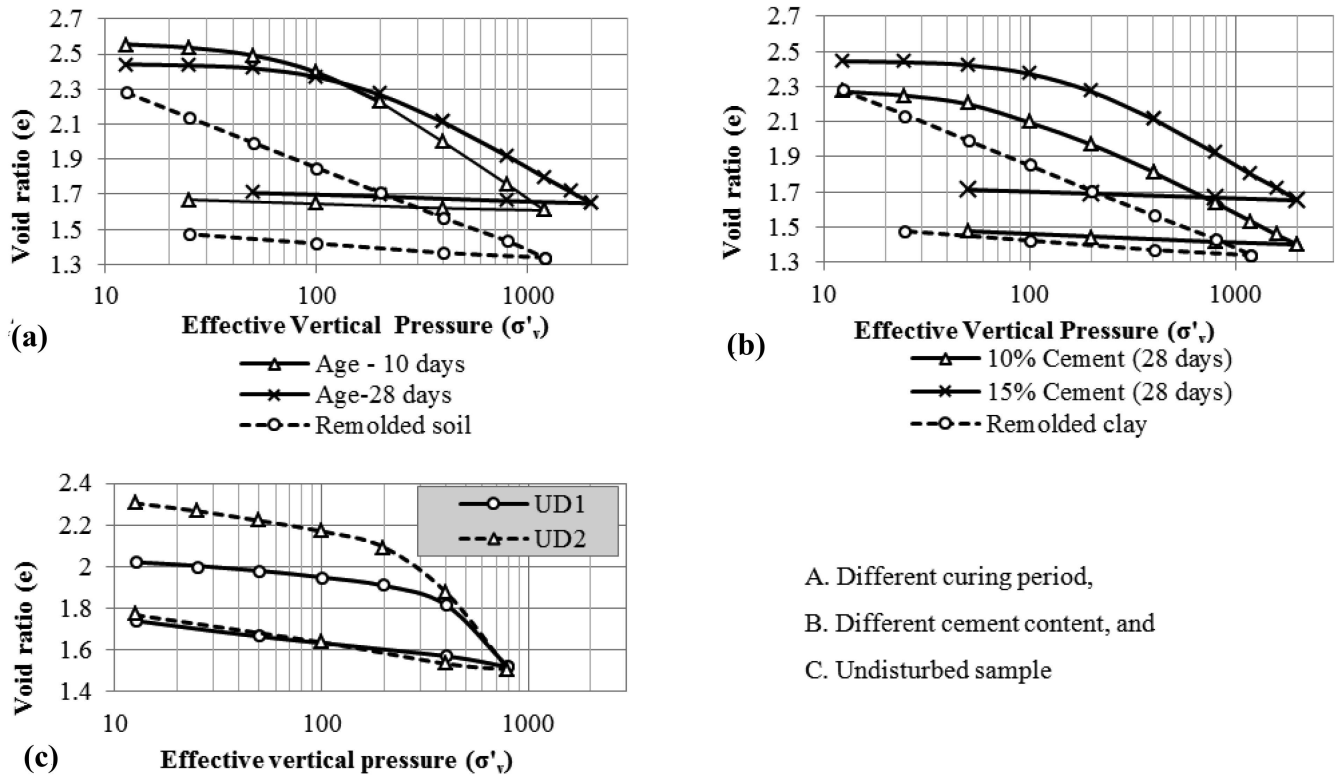 2.7
2.5
2.3
2.1
1.9
1.7
1.5
1.3
Void ratio (e)
10
100
1000
Effective Vertical Pressure (σ'v)
(a)
Age - 10 days
Age-28 days
Remolded soil
2.7
2.5
2.3
2.1
1.9
1.7
1.5
1.3
Void ratio (e)
10
100
1000
Effective Vertical Pressure (σ'v)
(b)
10% Cement (28 days)
15% Cement (28 days)
Remolded clay
2.4
2.2
2
1.8
1.6
1.4
Void ratio (e)
UD1
UD2
10
100
1000
Effective vertical pressure (σ'v)
(c)
A. Different curing period,
B. Different cement content, and
C. Undisturbed sample